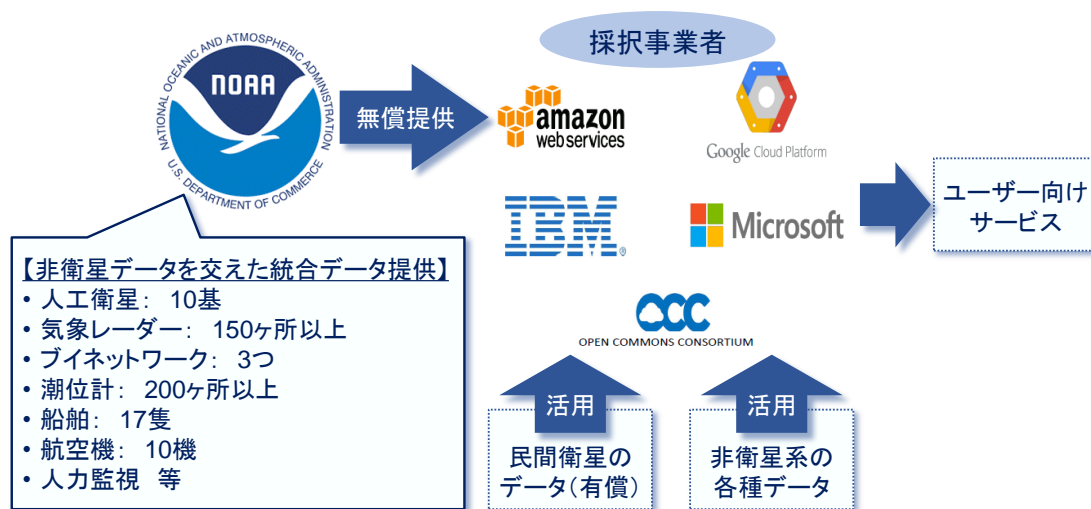 NATIONAL OCEANIC AND ATMOSPHERIC ADMINISTRATION
NOAA
U.S. DEPARTMENT OF COMMERCE
無償提供
採択事業者
amazon
web services
Google Cloud Platform
IBM®
Microsoft
OCC
OPEN COMMONS CONSORTIUM
ユーザー向け
サービス
【非衛星データを交えた統合データ提供】
• 人工衛星： 10基
• 気象レーダー： 150ヶ所以上
• ブイネットワーク： 3つ
• 潮位計： 200ヶ所以上
• 船舶： 17隻
• 航空機： 10機
• 人力監視 等
活用
民間衛星の
データ（有償）
活用
非衛星系の
各種データ